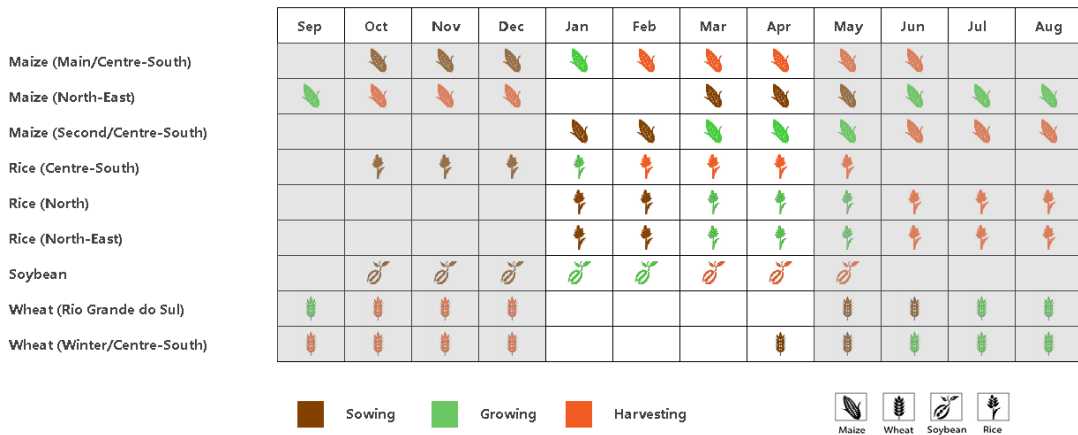 Sep Oct Nov Dec Jan Feb Mar Apr May Jun Jul Aug
Maize (Main/Centre-South)
Maize (North-East)
Maize (Second/Centre-South)
Rice (Centre-South)
Rice (North)
Rice (North-East)
Soybean
Wheat (Rio Grande do Sul)
Wheat (Winter/Centre-South)
Sowing Growing Harvesting
Maize Wheat Soybean Rice